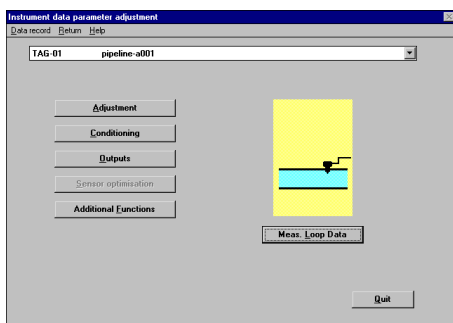 Instrument data parameter adjustment
Data record Return Help
TAG-01 pipeline-a001
Adjustment
Conditioning
Outputs
Sensor optimisation
Additional Functions
Meas. Loop Data
Quit